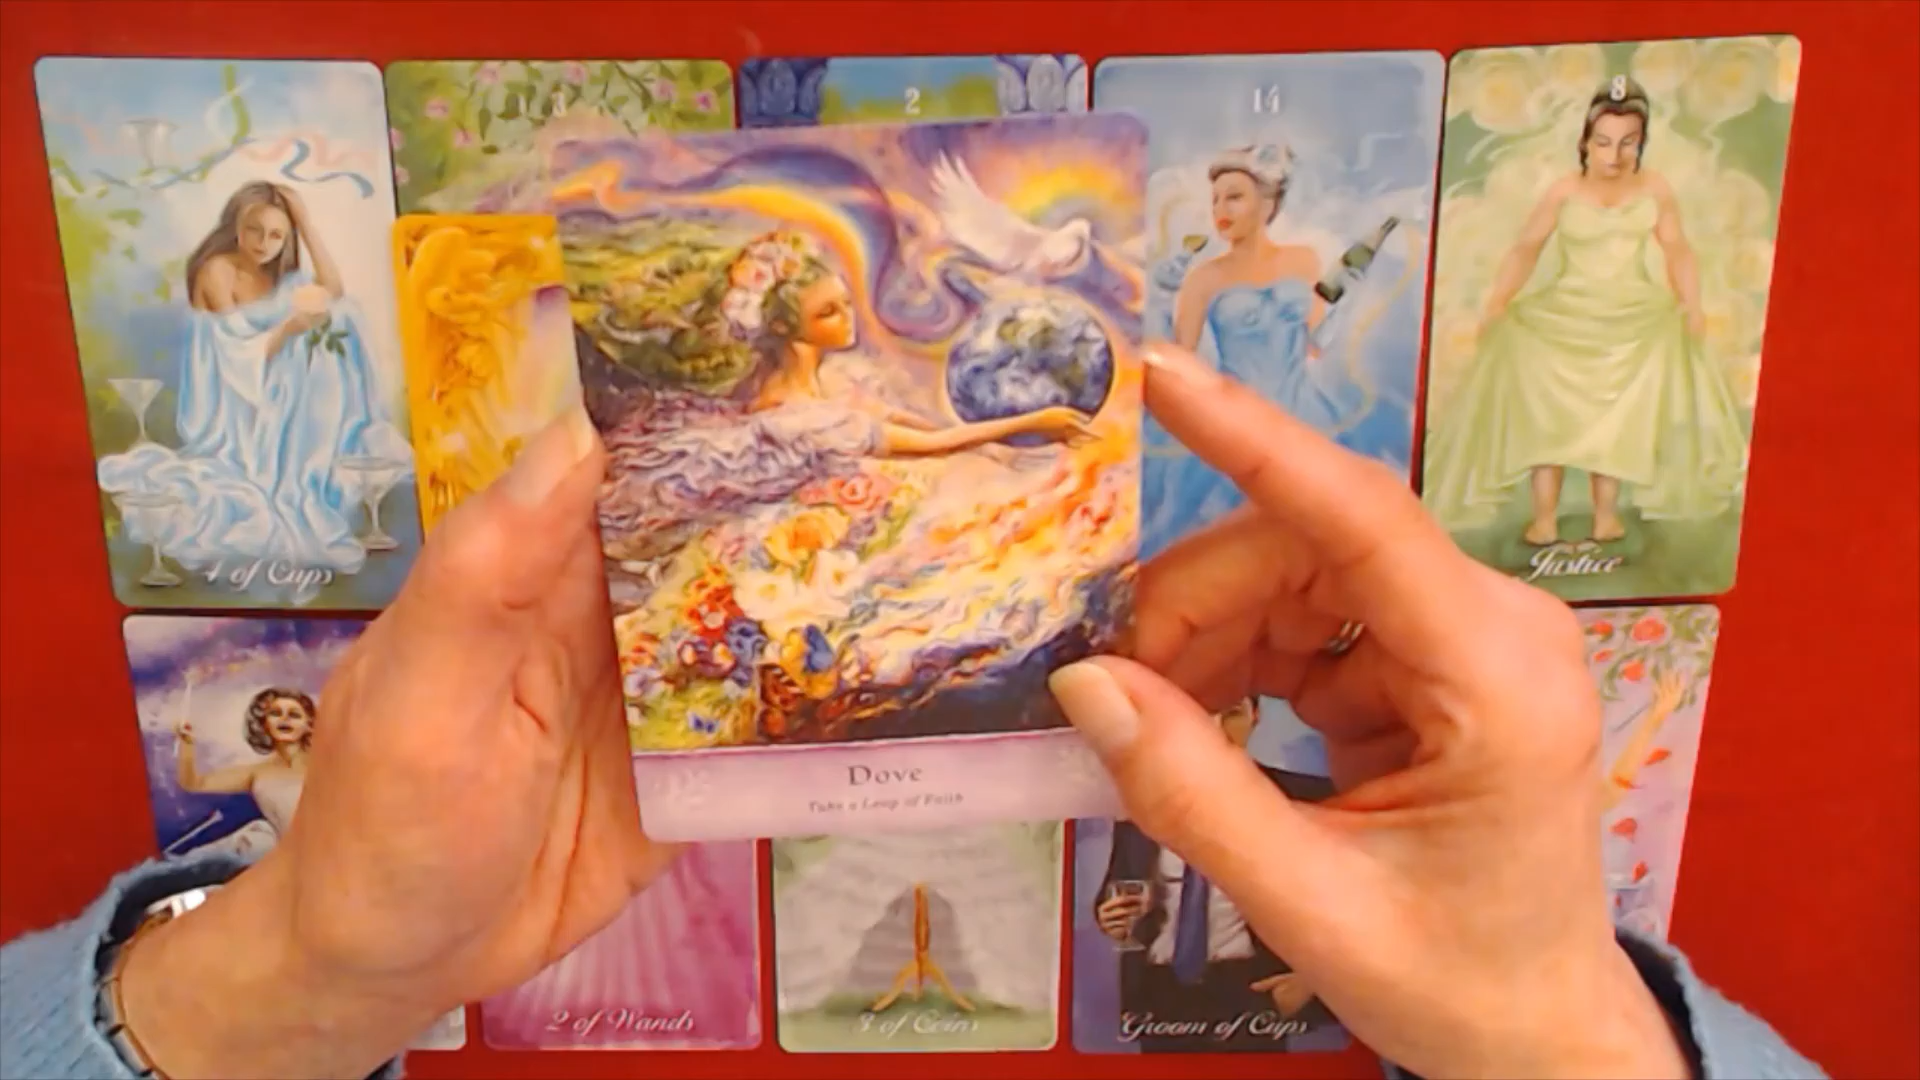 3
2
14
8
4 of Cups
Justice
Dove
Take a Leap of Faith
2 of Wands
8 of Coins
Groom of Cups